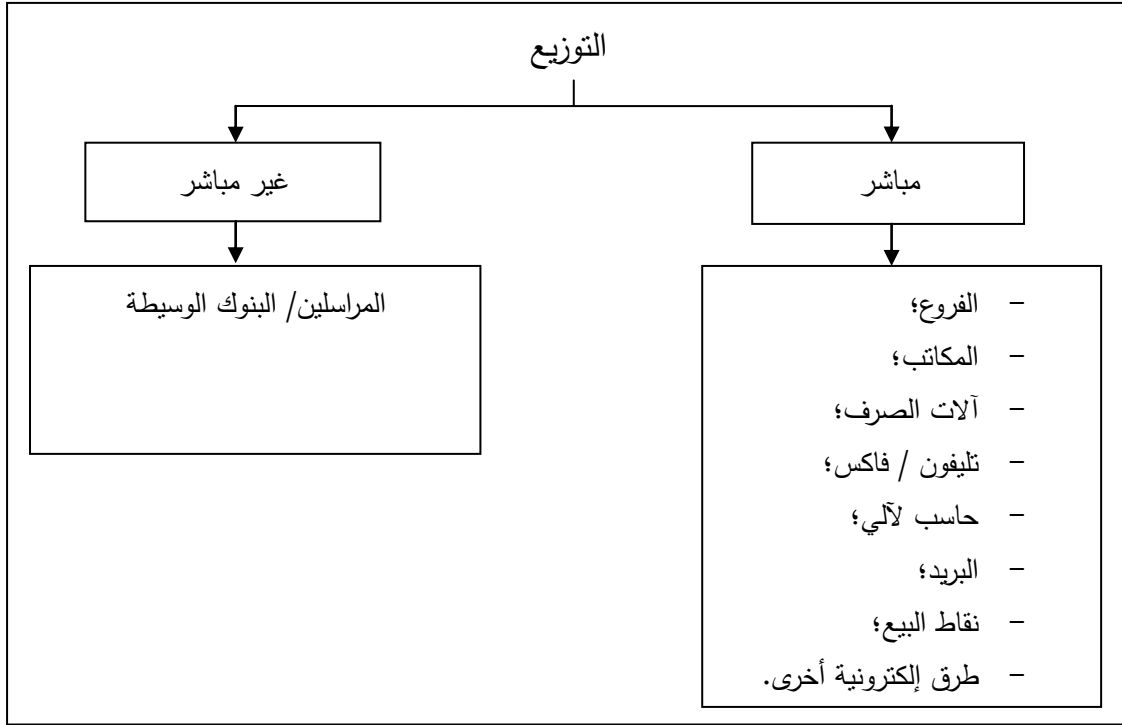 التوزيع
مباشر
غير مباشر
- الفروع؛
- المكاتب؛
- آلات الصرف؛
- تليفون / فاكس؛
- حاسب لآلي؛
- البريد؛
- نقاط البيع؛
- طرق إلكترونية أخرى.
المراسلين/ البنوك الوسيطة